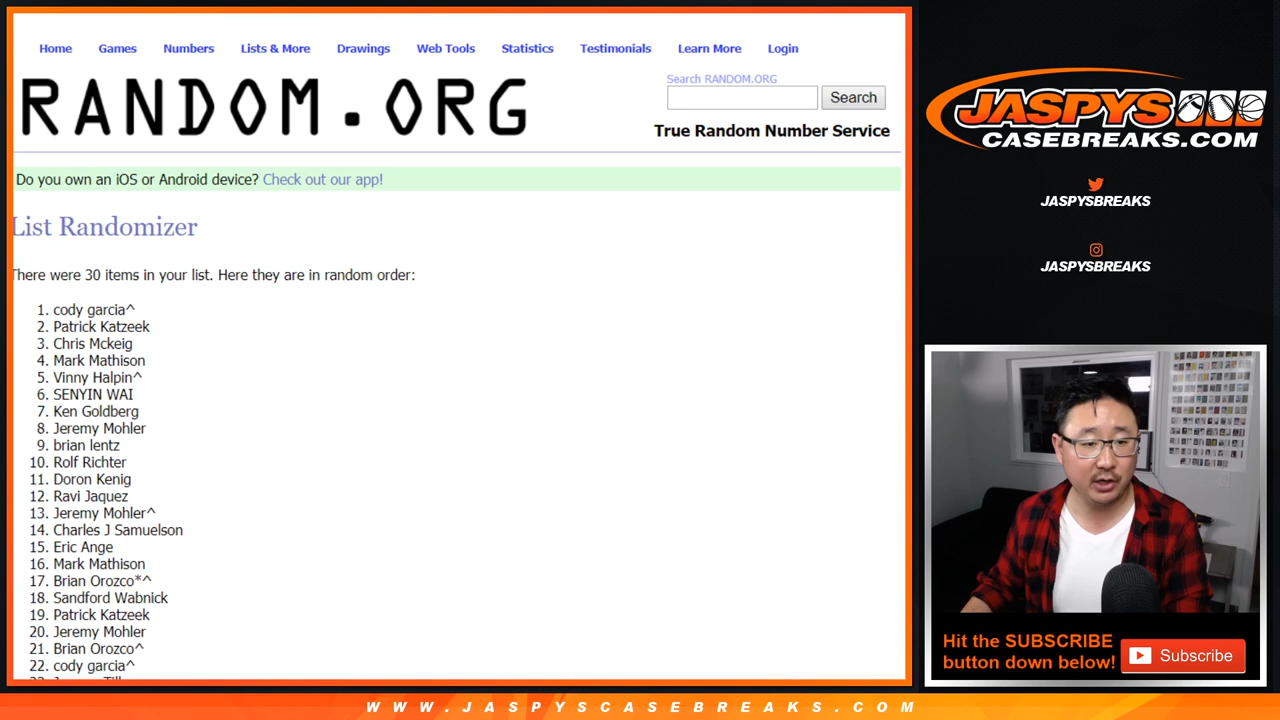 Home Games Numbers Lists & More Drawings Web Tools Statistics Testimonials Learn More Login
RANDOM.ORG
Search RANDOM.ORG
Search
True Random Number Service
Do you own an iOS or Android device? Check out our app!
List Randomizer
There were 30 items in your list. Here they are in random order:
1. cody garcia^
2. Patrick Katzeek
3. Chris Mckeig
4. Mark Mathison
5. Vinny Halpin^
6. SENYIN WAI
7. Ken Goldberg
8. Jeremy Mohler
9. brian lentz
10. Rolf Richter
11. Doron Kenig
12. Ravi Jaquez
13. Jeremy Mohler^
14. Charles J Samuelson
15. Eric Ange
16. Mark Mathison
17. Brian Orozco*^
18. Sandford Wabnick
19. Patrick Katzeek
20. Jeremy Mohler
21. Brian Orozco^
22. cody garcia^
JASPYS
CASEBREAKS.COM
JASPYSBREAKS
JASPYSBREAKS
Hit the SUBSCRIBE
button down below!
Subscribe
WWW.JASPYSCASEBREAKS.COM